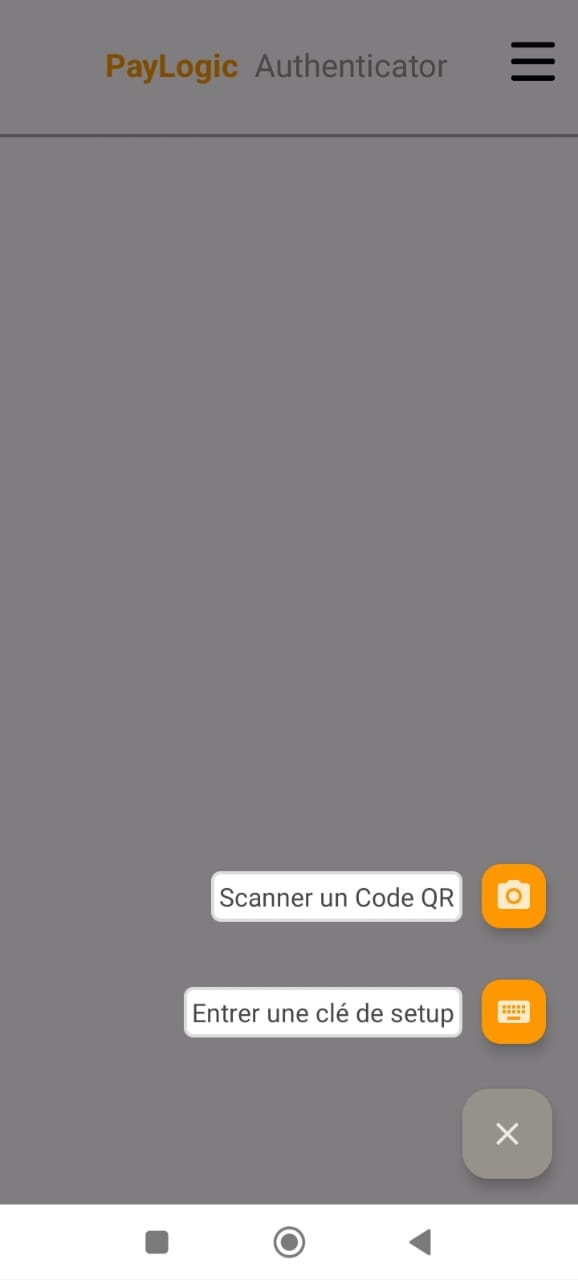 PayLogic Authenticator
Scanner un Code QR
Entrer une clé de setup